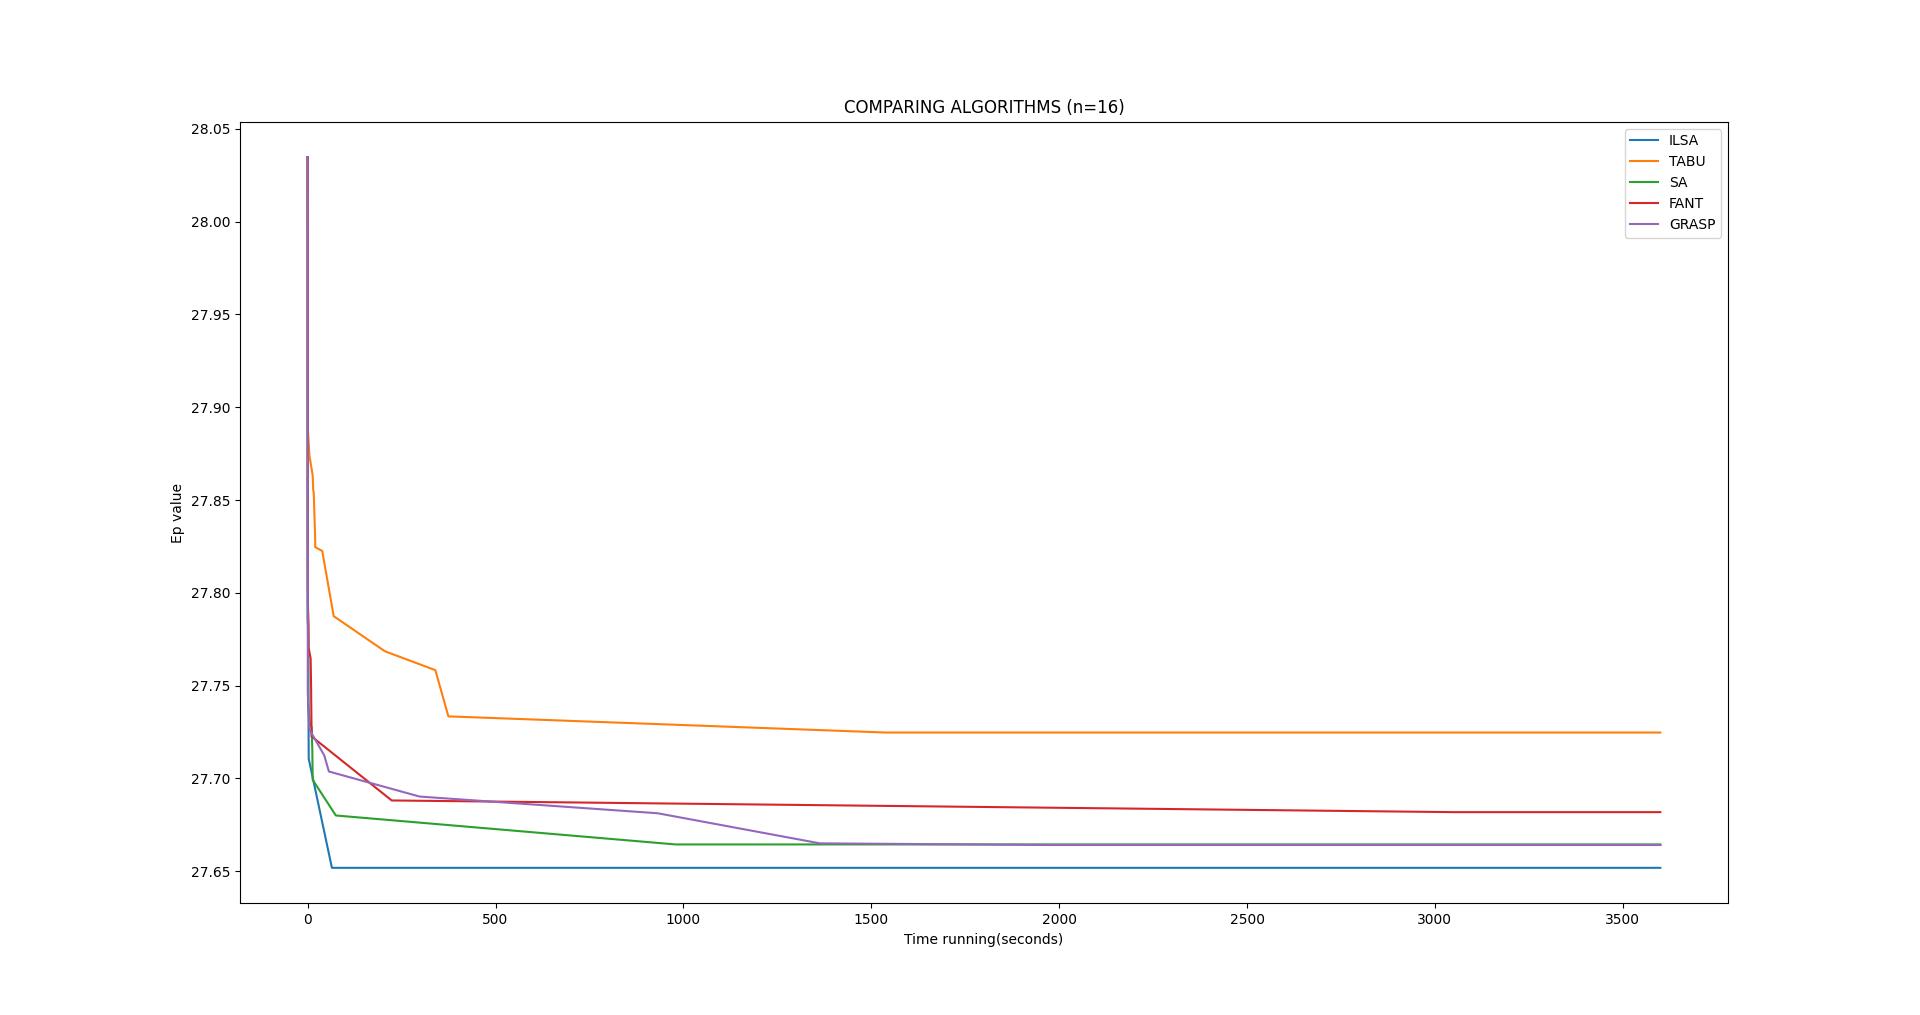 COMPARING ALGORITHMS (n=16)
28.05
28.00
27.95
27.90
27.85
27.80
27.75
27.70
27.65
Ep value
0
500
1000
1500
2000
2500
3000
3500
Time running(seconds)
ILSA
TABU
SA
FANT
GRASP